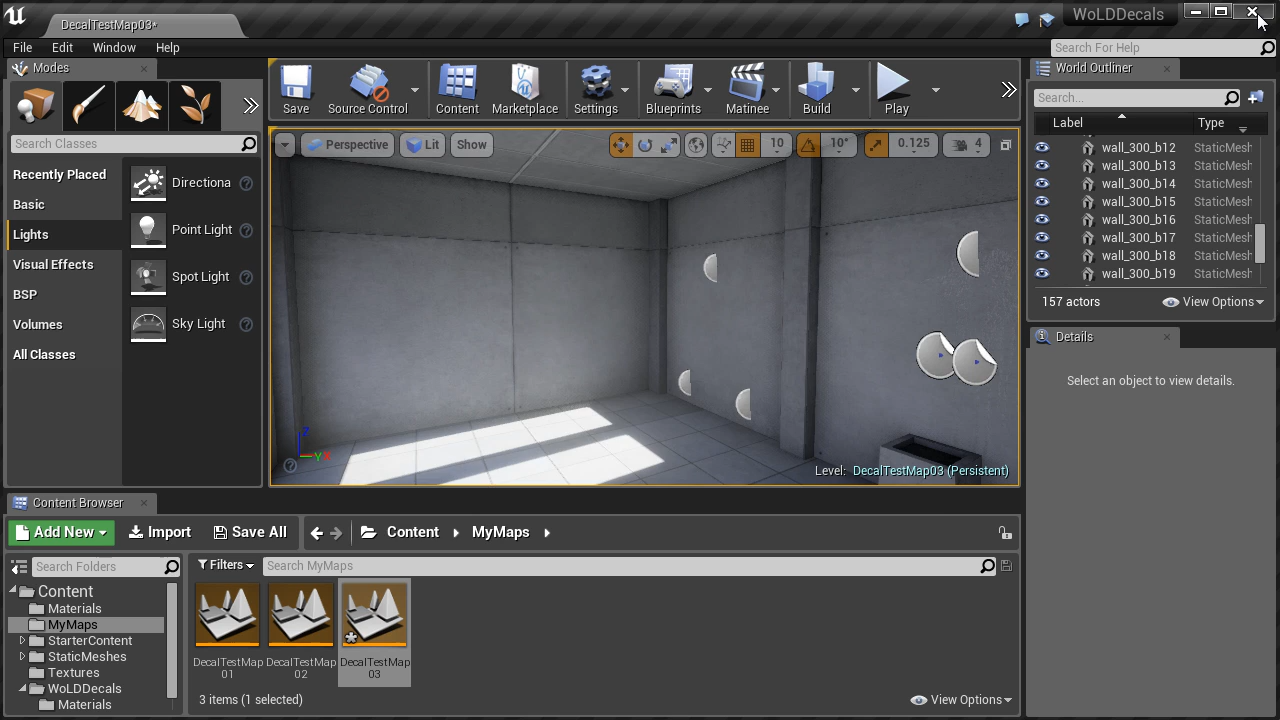 DecalTestMap03*
WoLDDecals
File Edit Window Help
Search For Help
Modes
Search Classes
Recently Placed
Basic
Lights
Visual Effects
BSP
Volumes
All Classes
Directiona
Point Light
Spot Light
Sky Light
Save
Source Control
Content
Marketplace
Settings
Blueprints
Matinee
Build
Play
Perspective
Lit
Show
10
10°
0.125
4
X
Y
Z
Level: DecalTestMap03 (Persistent)
World Outliner
Search...
Label Type
wall_300_b12 StaticMesh
wall_300_b13 StaticMesh
wall_300_b14 StaticMesh
wall_300_b15 StaticMesh
wall_300_b16 StaticMesh
wall_300_b17 StaticMesh
wall_300_b18 StaticMesh
wall_300_b19 StaticMesh
157 actors
View Options
Details
Select an object to view details.
Content Browser
Add New
Import
Save All
Content
MyMaps
Search Folders
Content
Materials
MyMaps
StarterContent
StaticMeshes
Textures
WoLDDecals
Materials
Filters
Search MyMaps
DecalTestMap
01
DecalTestMap
02
DecalTestMap
03
3 items (1 selected)
View Options